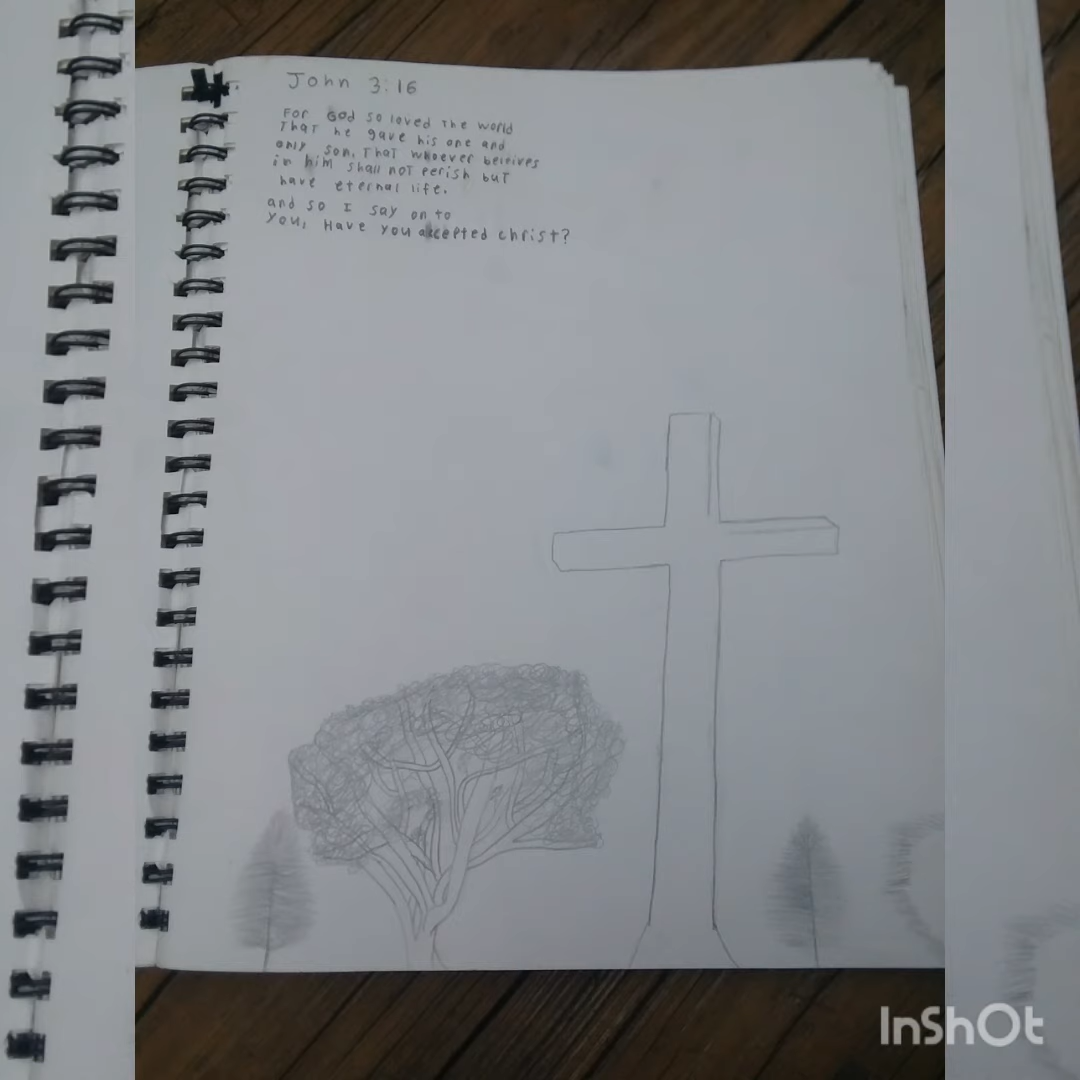 John 3:16
For God so loved the world
That he gave his one and
only son, That whoever beleives
in him shall not perish but
have eternal life.
and so I say on to
you, Have you accepted christ?
InShOt